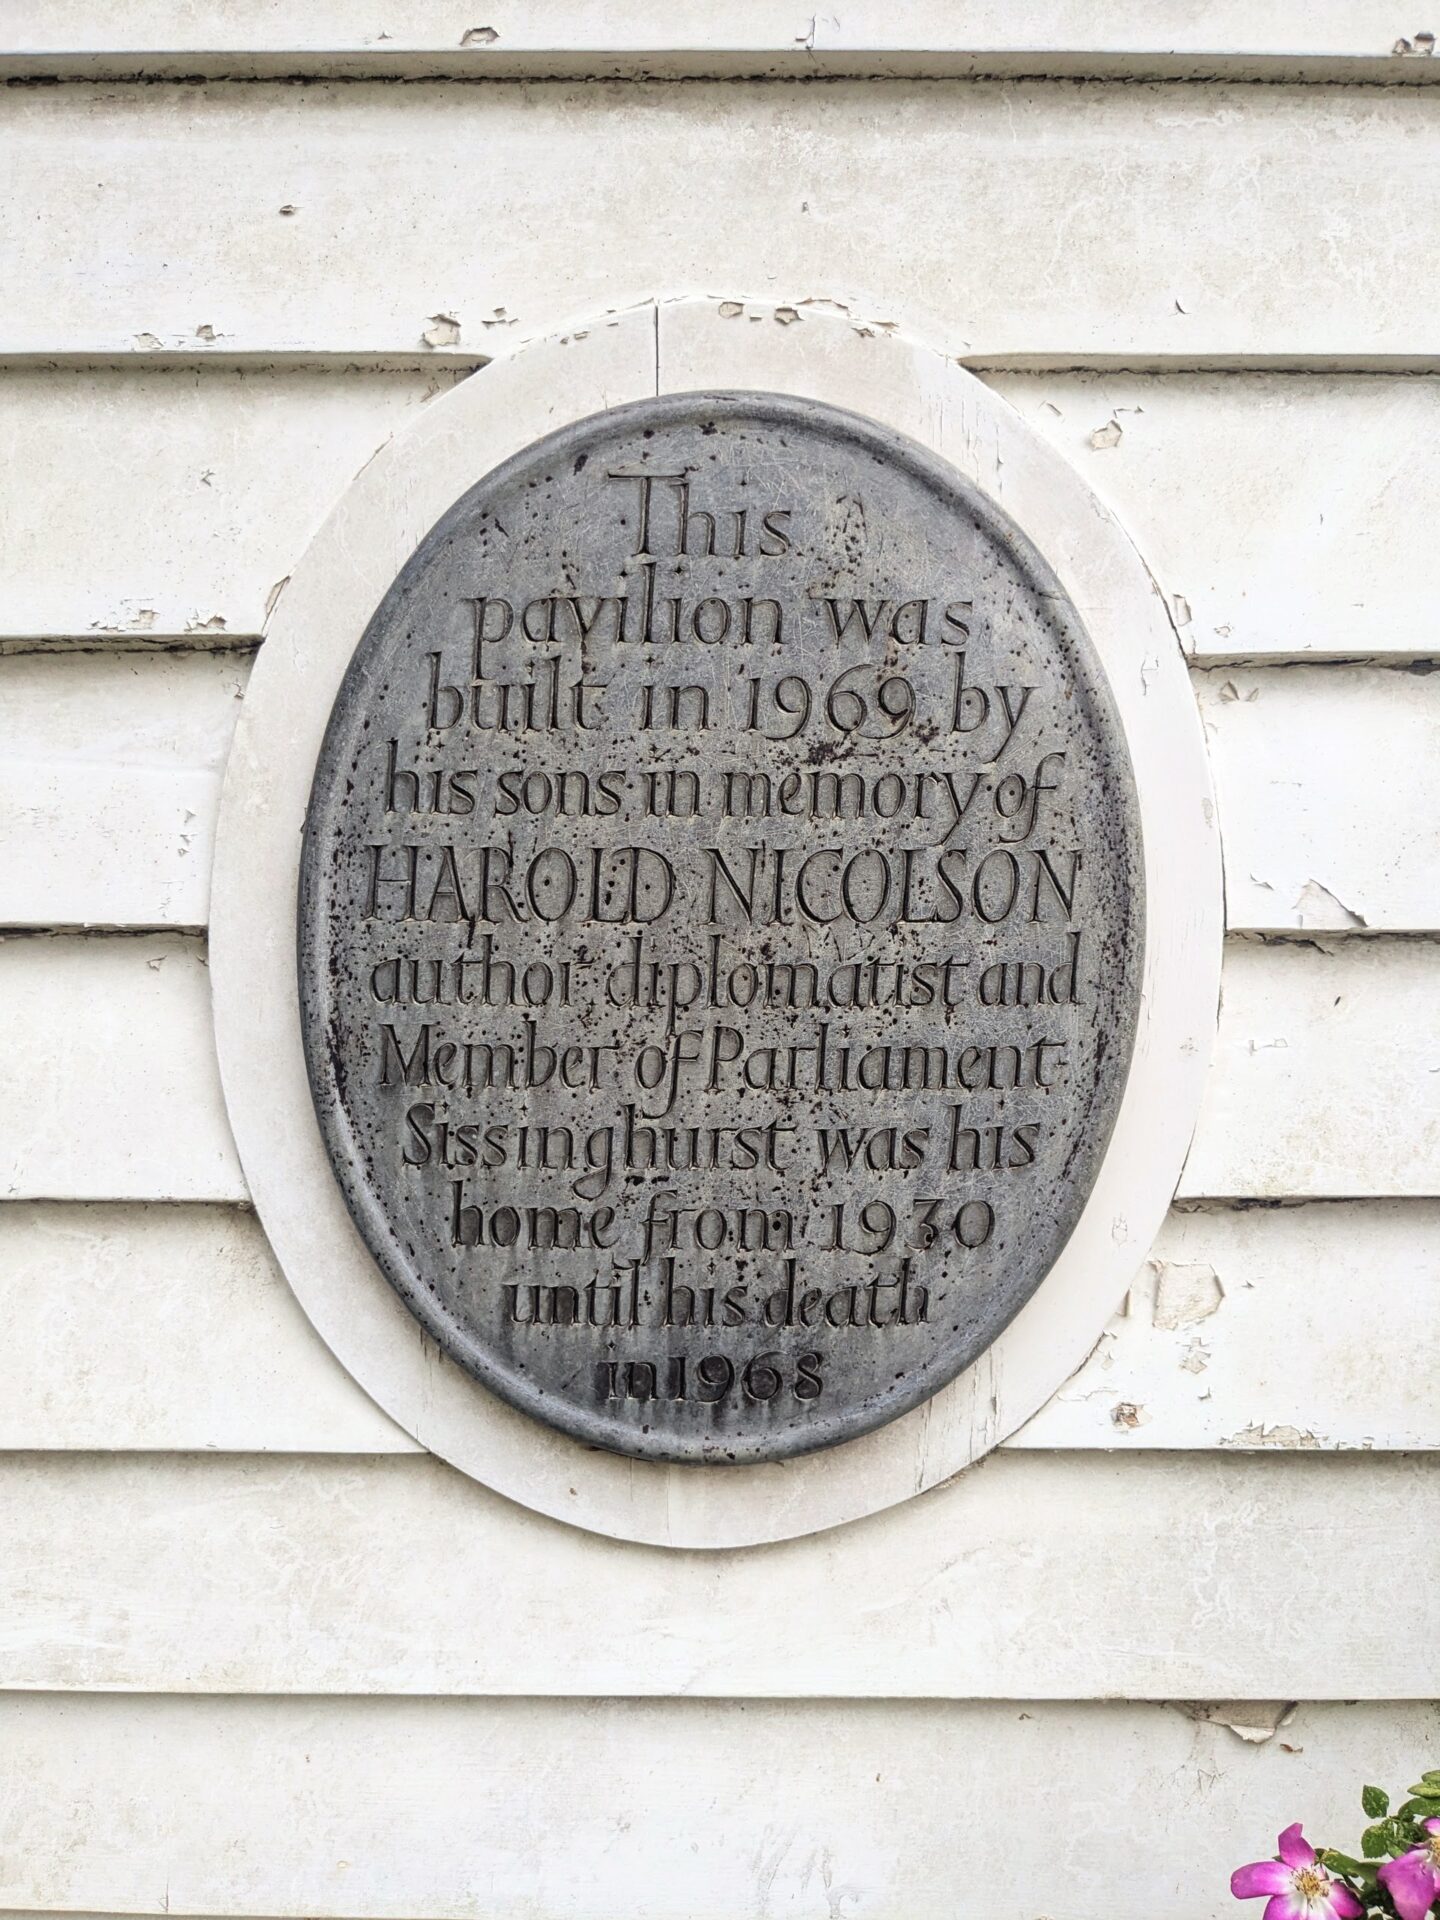 This
pavilion was
built in 1969 by
his sons in memory of
HAROLD NICOLSON
author diplomatist and
Member of Parliament·
Sissinghurst was his
home from 1930
until his death
in 1968